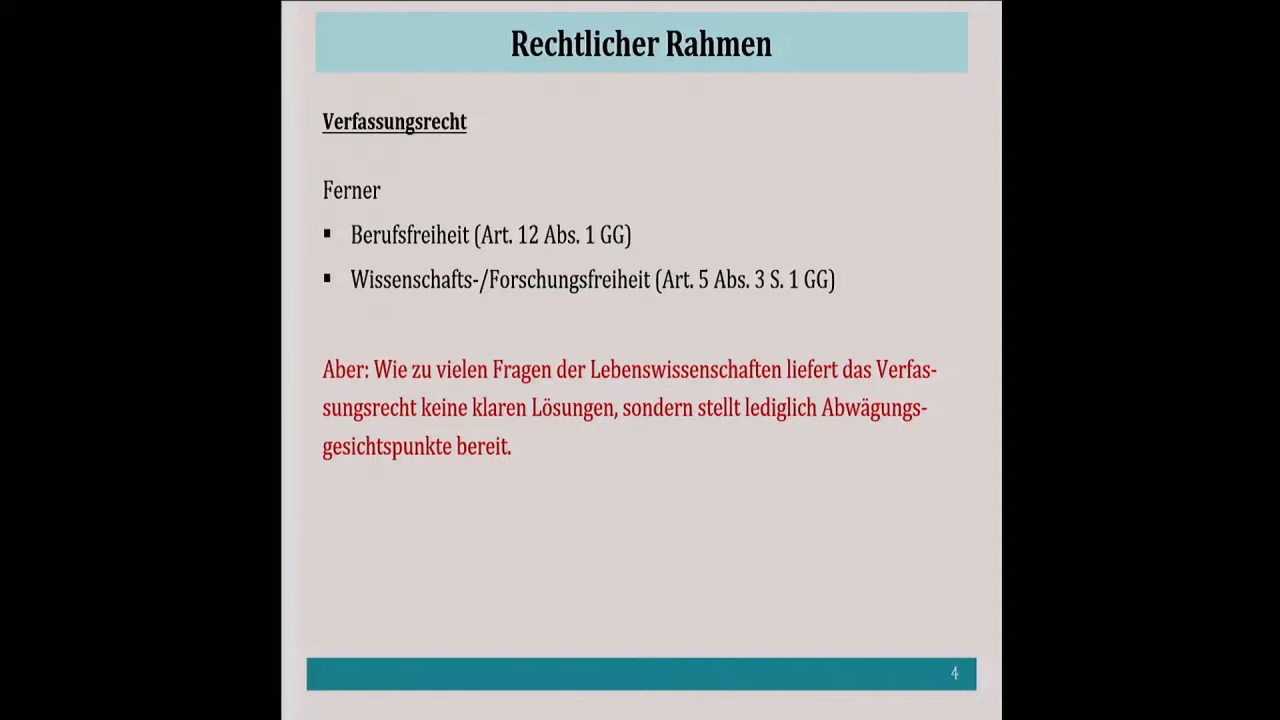 Rechtlicher Rahmen
Verfassungsrecht
Ferner
▪ Berufsfreiheit (Art. 12 Abs. 1 GG)
▪ Wissenschafts-/Forschungsfreiheit (Art. 5 Abs. 3 S. 1 GG)
Aber: Wie zu vielen Fragen der Lebenswissenschaften liefert das Verfas-
sungsrecht keine klaren Lösungen, sondern stellt lediglich Abwägungs-
gesichtspunkte bereit.
4